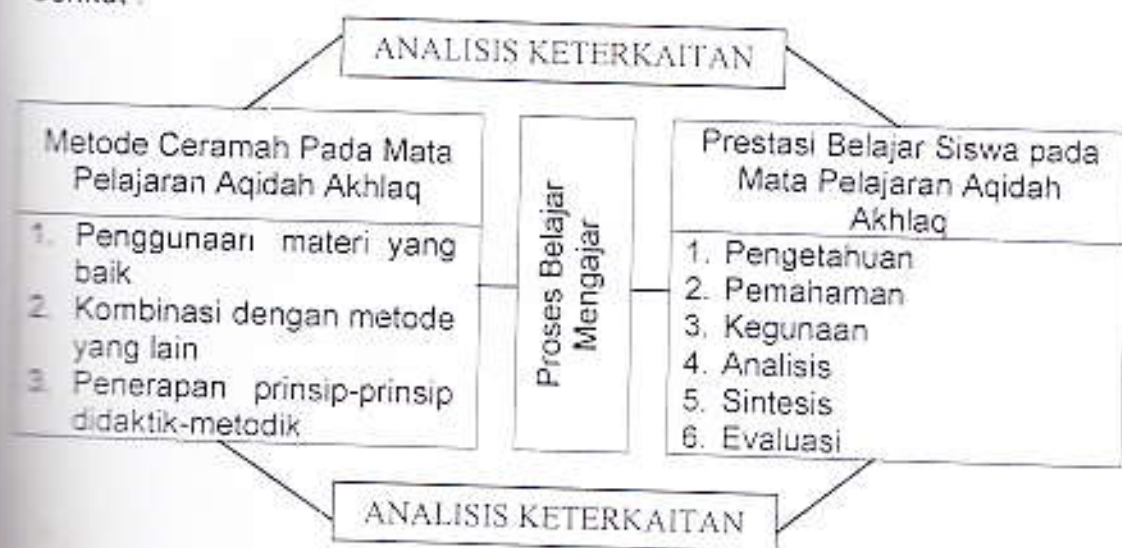 ANALISIS KETERKAITAN
Metode Ceramah Pada Mata
Pelajaran Aqidah Akhlaq
1. Penggunaan materi yang
baik
2. Kombinasi dengan metode
yang lain
3. Penerapan prinsip-prinsip
didaktik-metodik
Proses Belajar
Mengajar
Prestasi Belajar Siswa pada
Mata Pelajaran Aqidah
Akhlaq
1. Pengetahuan
2. Pemahaman
3. Kegunaan
4. Analisis
5. Sintesis
6. Evaluasi
ANALISIS KETERKAITAN